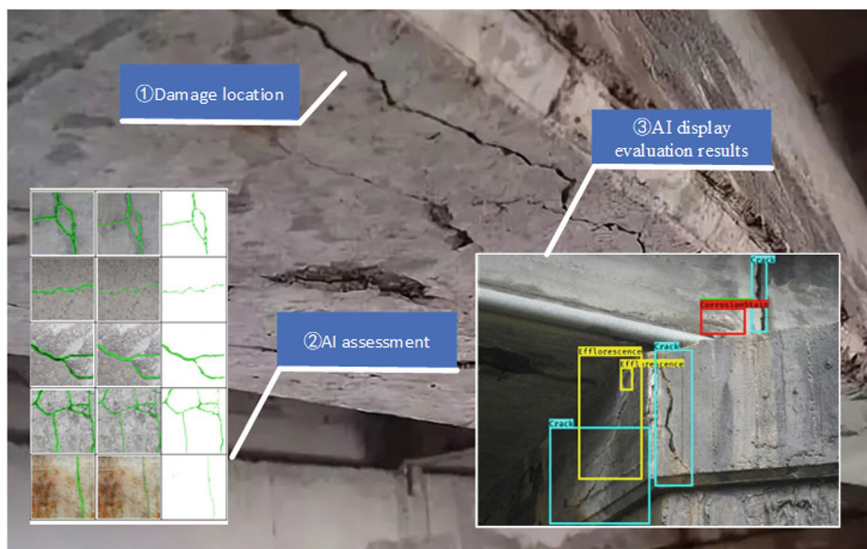 ①Damage location
③AI display
evaluation results
②AI assessment
Crack
CorrosionStain
Efflorescence
Crack
Efflorescence
Crack